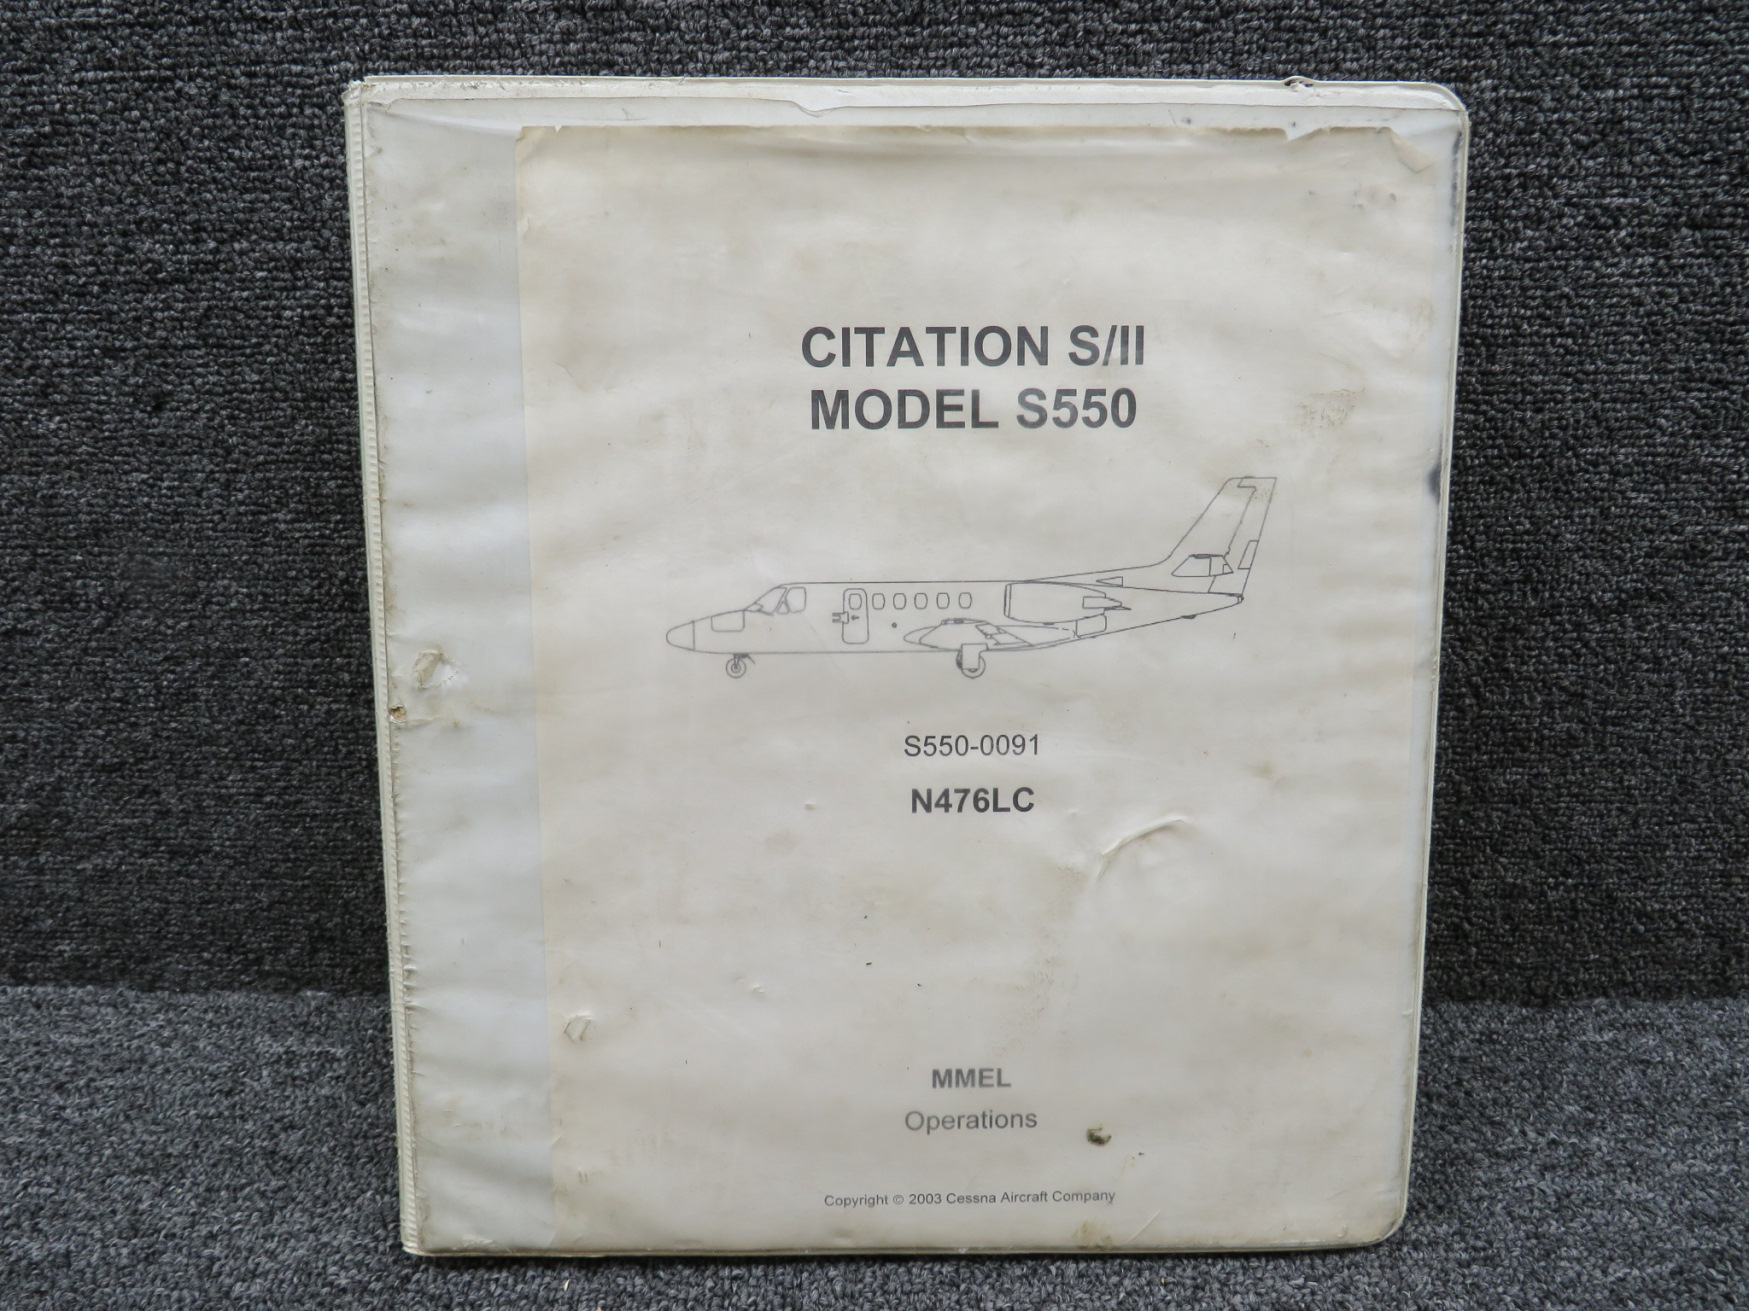 CITATION S/II
MODEL S550
S550-0091
N476LC
MMEL
Operations
Copyright © 2003 Cessna Aircraft Company